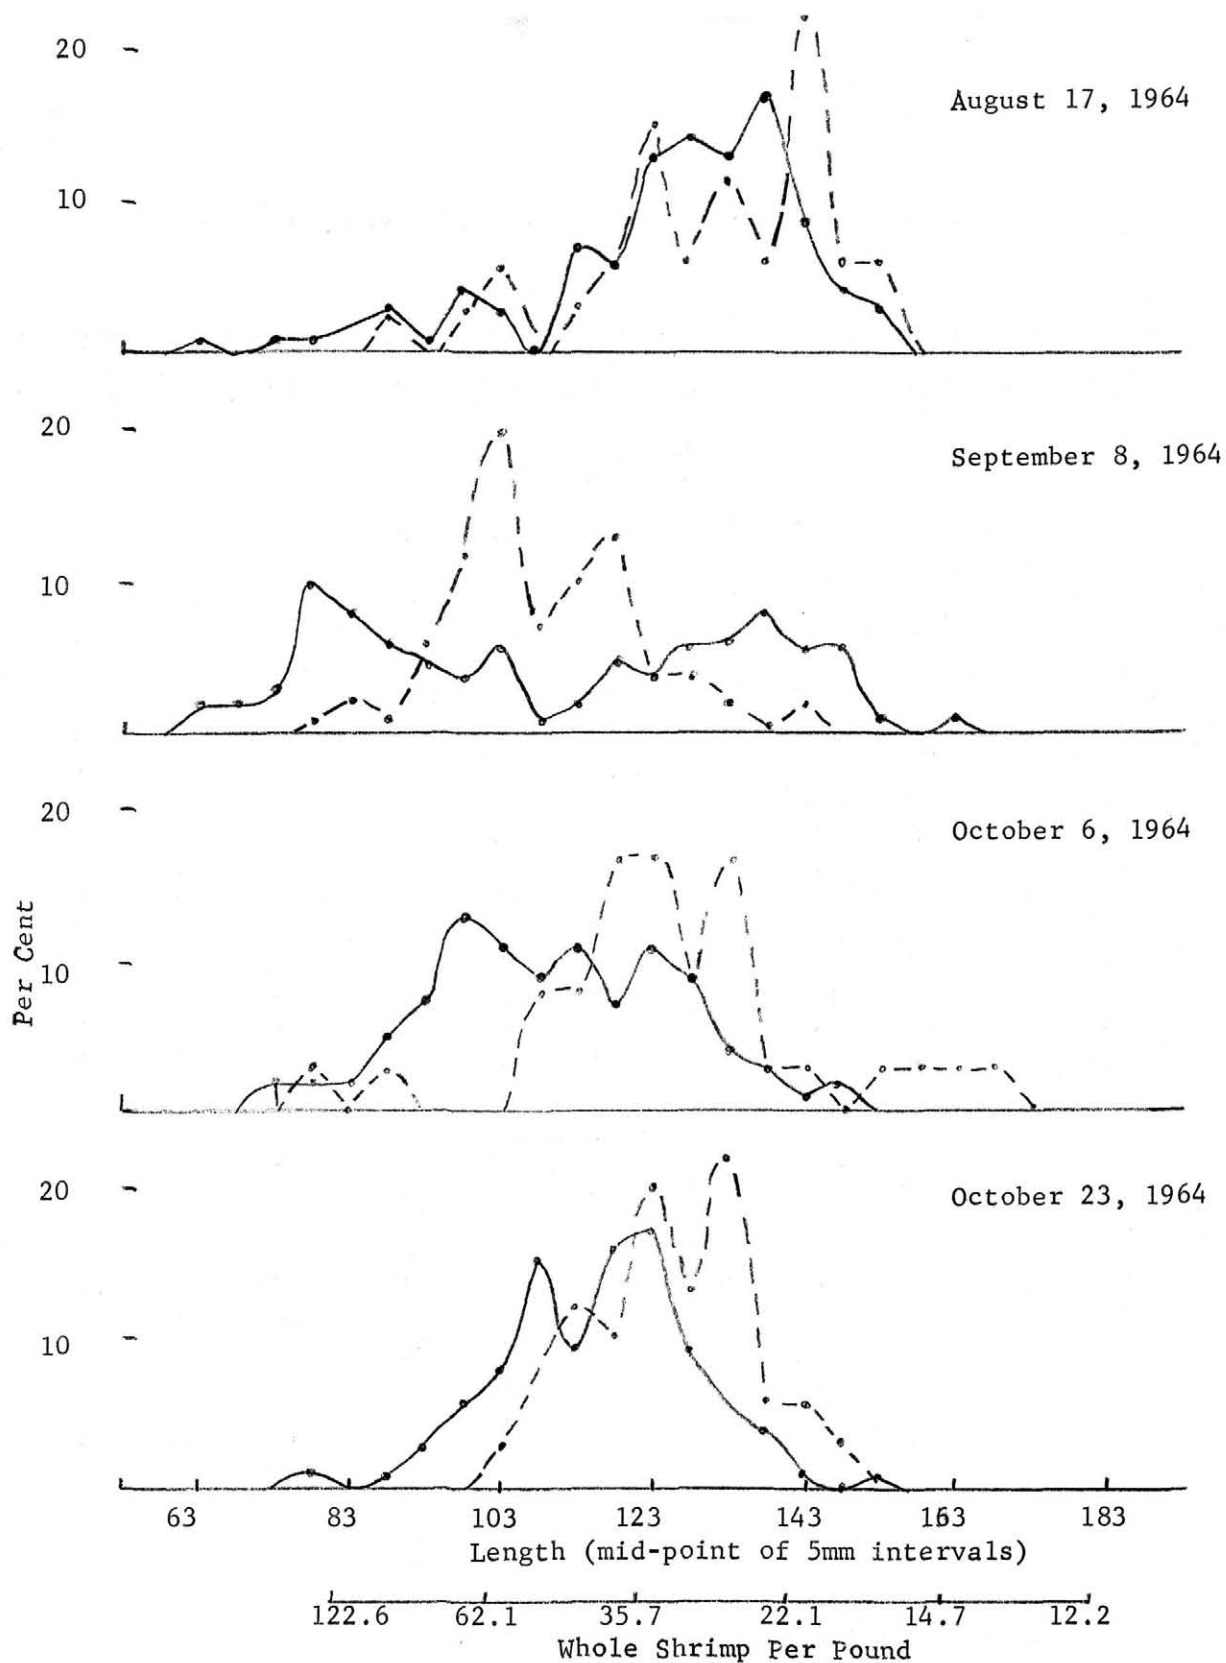 20
August 17, 1964
10
20
September 8, 1964
10
20
October 6, 1964
Per Cent
10
20
October 23, 1964
10
63 83 103 123 143 163 183
Length (mid-point of 5mm intervals)
122.6 62.1 35.7 22.1 14.7 12.2
Whole Shrimp Per Pound